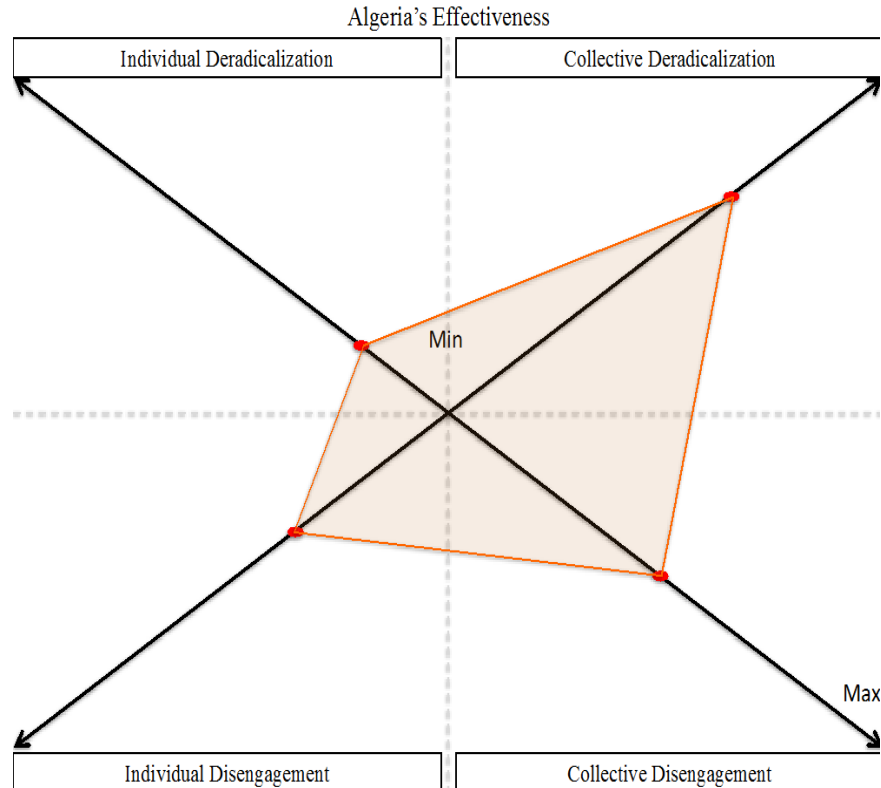 Algeria’s Effectiveness
Individual Deradicalization
Collective Deradicalization
Min
Max
Individual Disengagement
Collective Disengagement